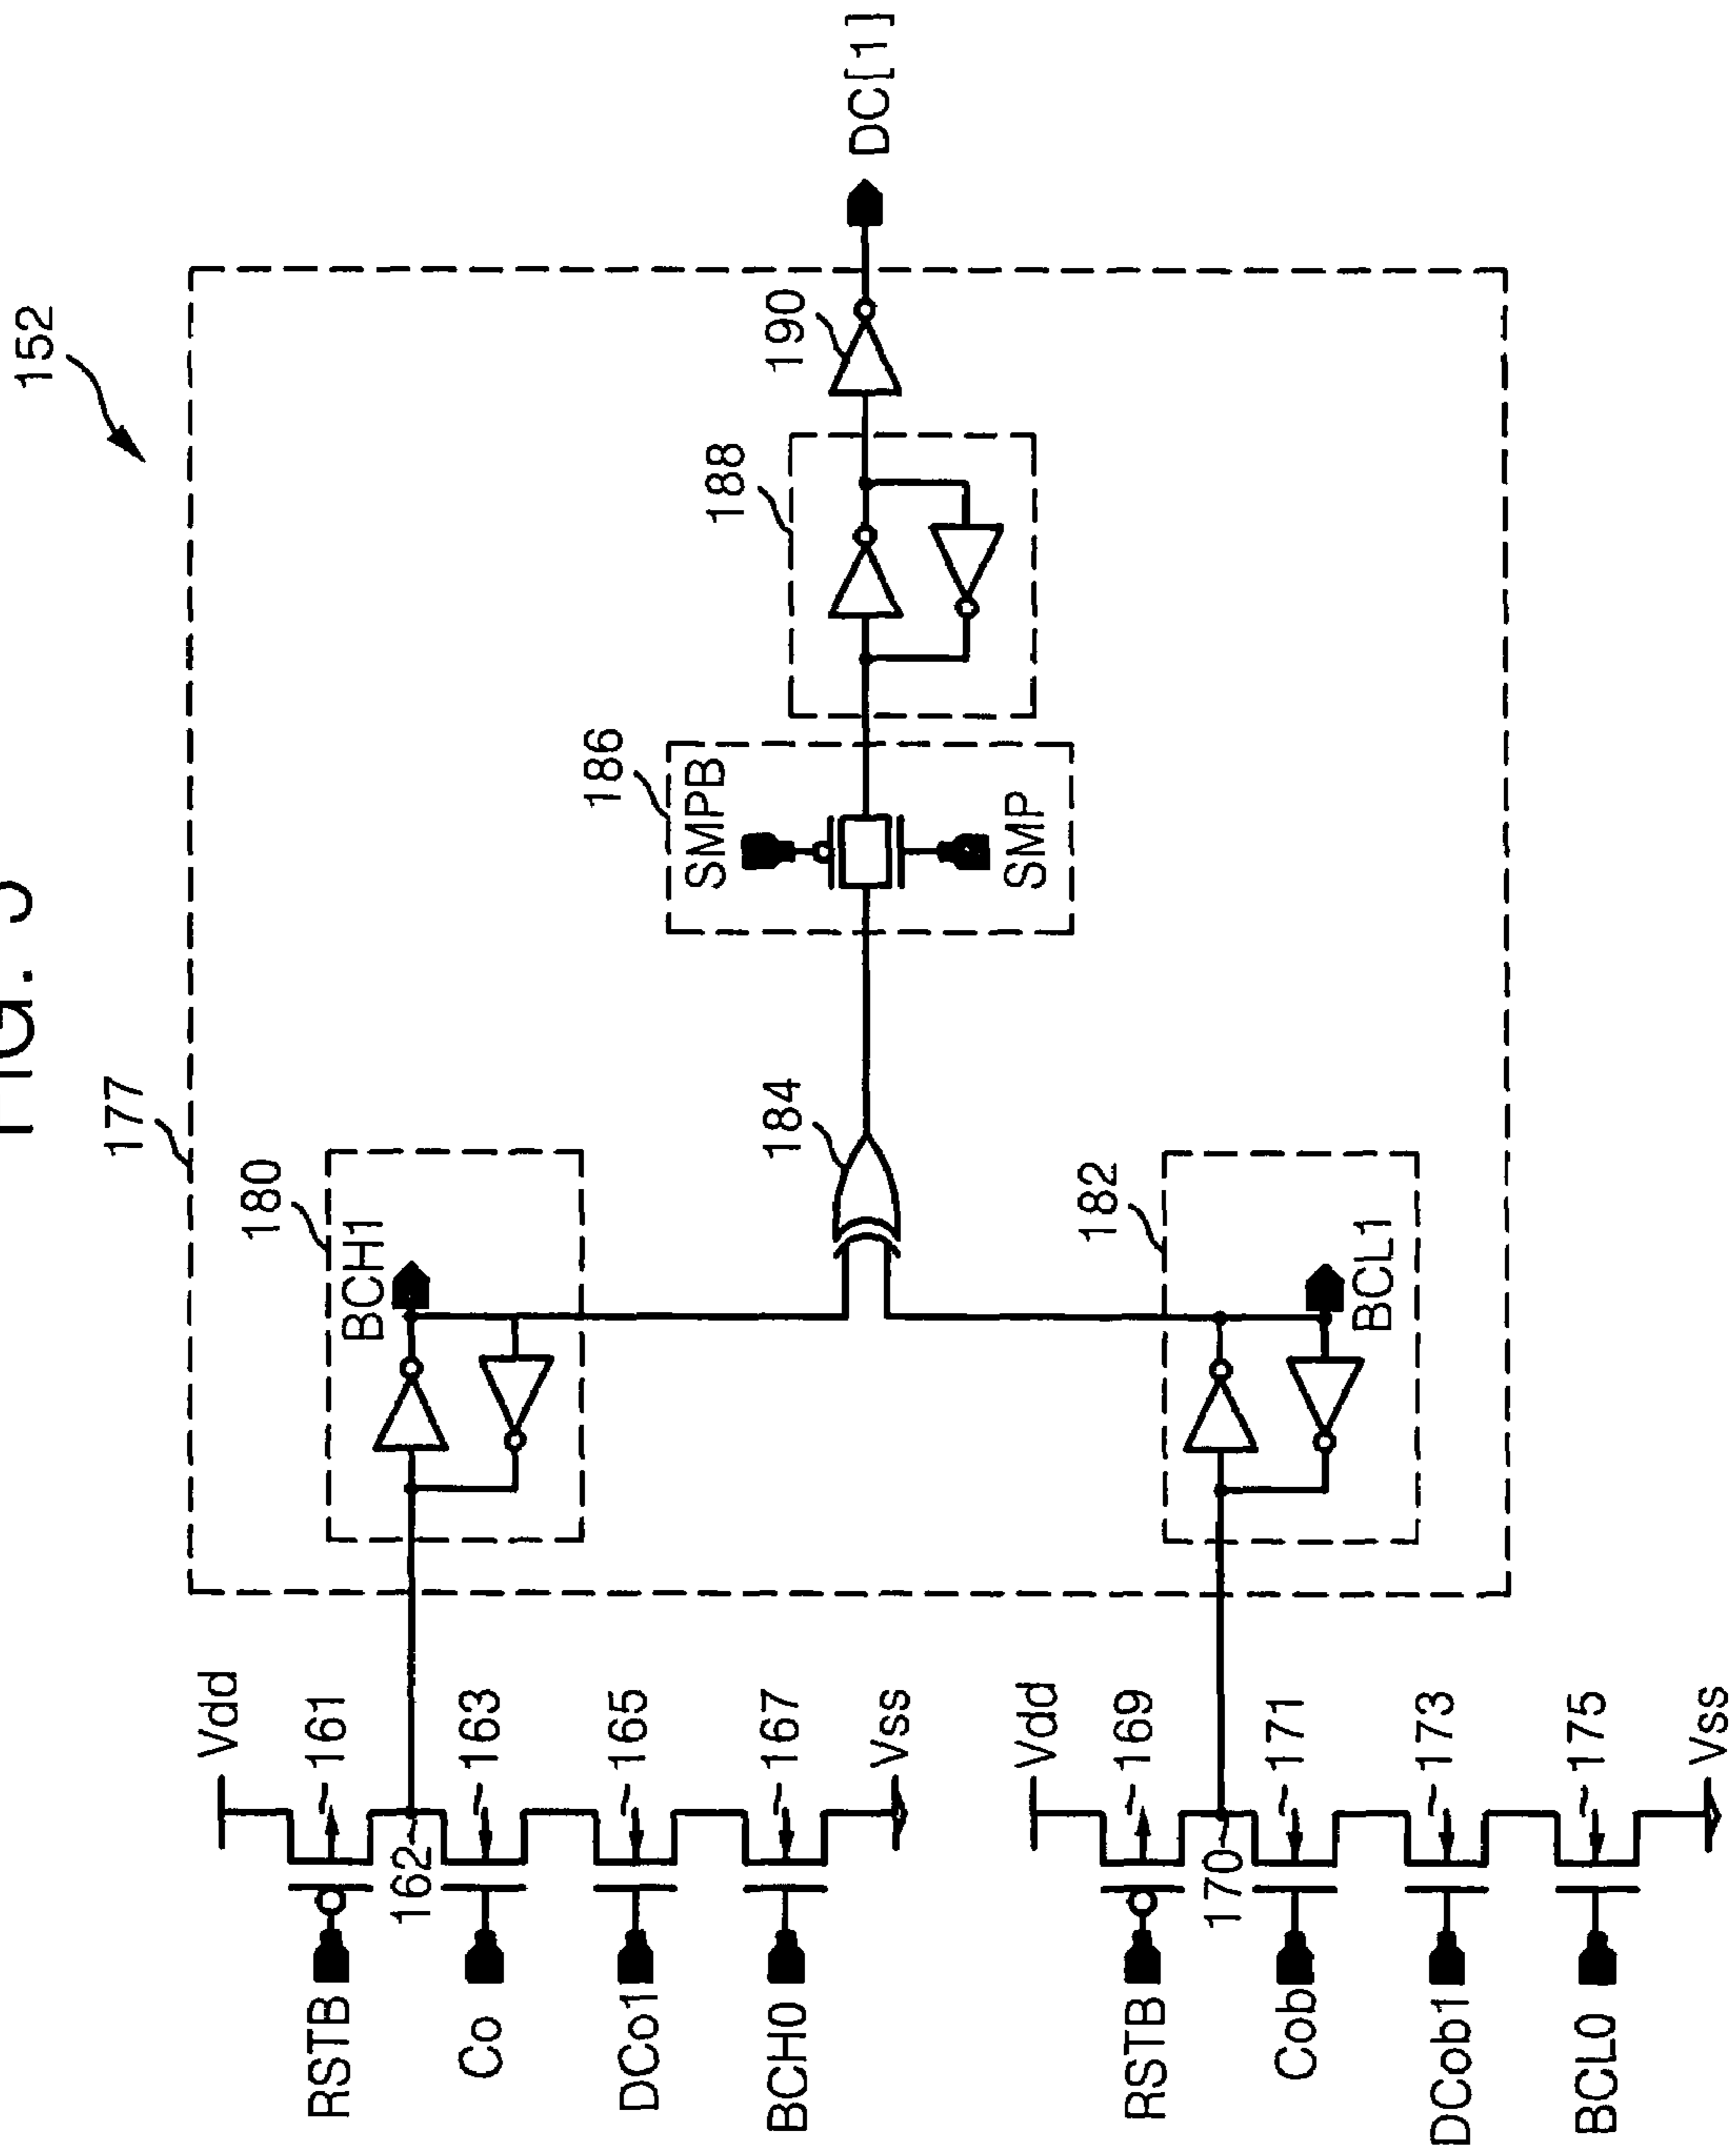 FIG.
152
177
Vdd
RSTB
161
162
Co
163
DCo1
165
BCH0
167
Vss
180
BCH1
184
186
SMPB
SMP
188
190
DC[1]
Vdd
RSTB
169
170
Cob
171
DCob1
173
BCL0
175
Vss
182
BCL1